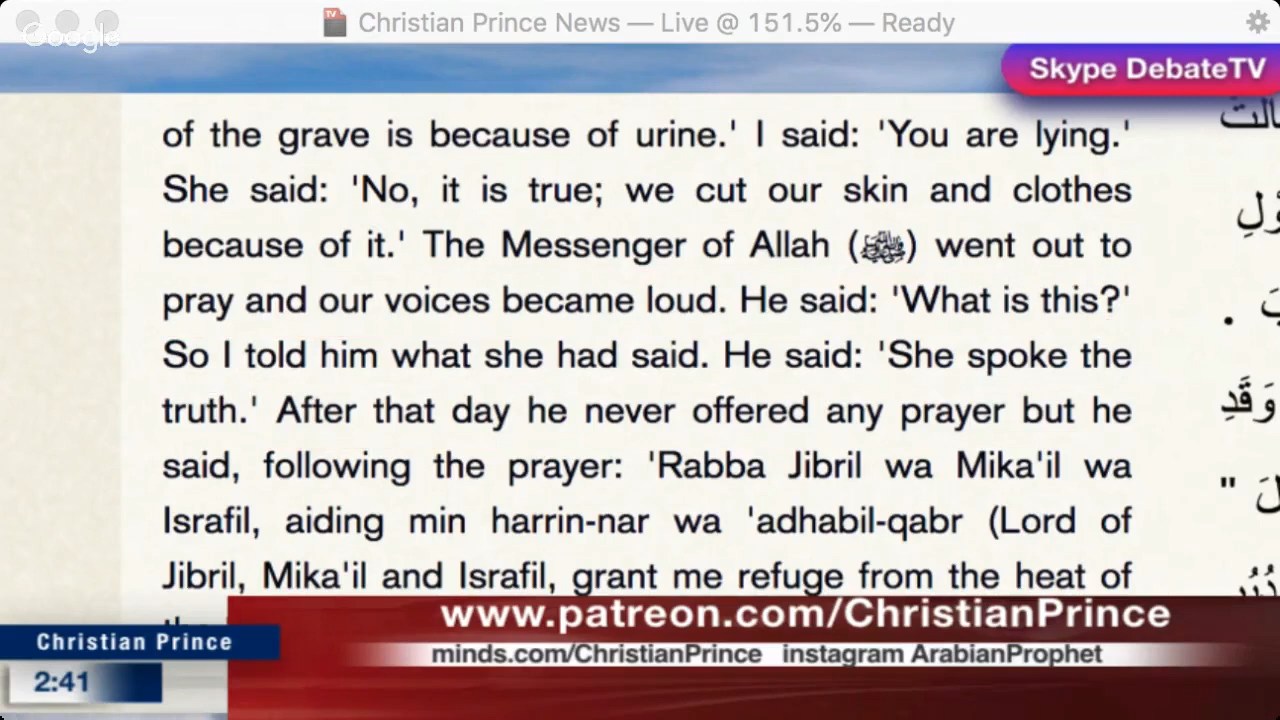 Christian Prince News — Live @ 151.5% — Ready
Google
Skype DebateTV
of the grave is because of urine.' I said: 'You are lying.'
She said: 'No, it is true; we cut our skin and clothes
because of it.' The Messenger of Allah (ﷺ) went out to
pray and our voices became loud. He said: 'What is this?'
So I told him what she had said. He said: 'She spoke the
truth.' After that day he never offered any prayer but he
said, following the prayer: 'Rabba Jibril wa Mika'il wa
Israfil, aiding min harrin-nar wa 'adhabil-qabr (Lord of
Jibril, Mika'il and Israfil, grant me refuge from the heat of
www.patreon.com/ChristianPrince
Christian Prince
minds.com/ChristianPrince instagram ArabianProphet
2:41